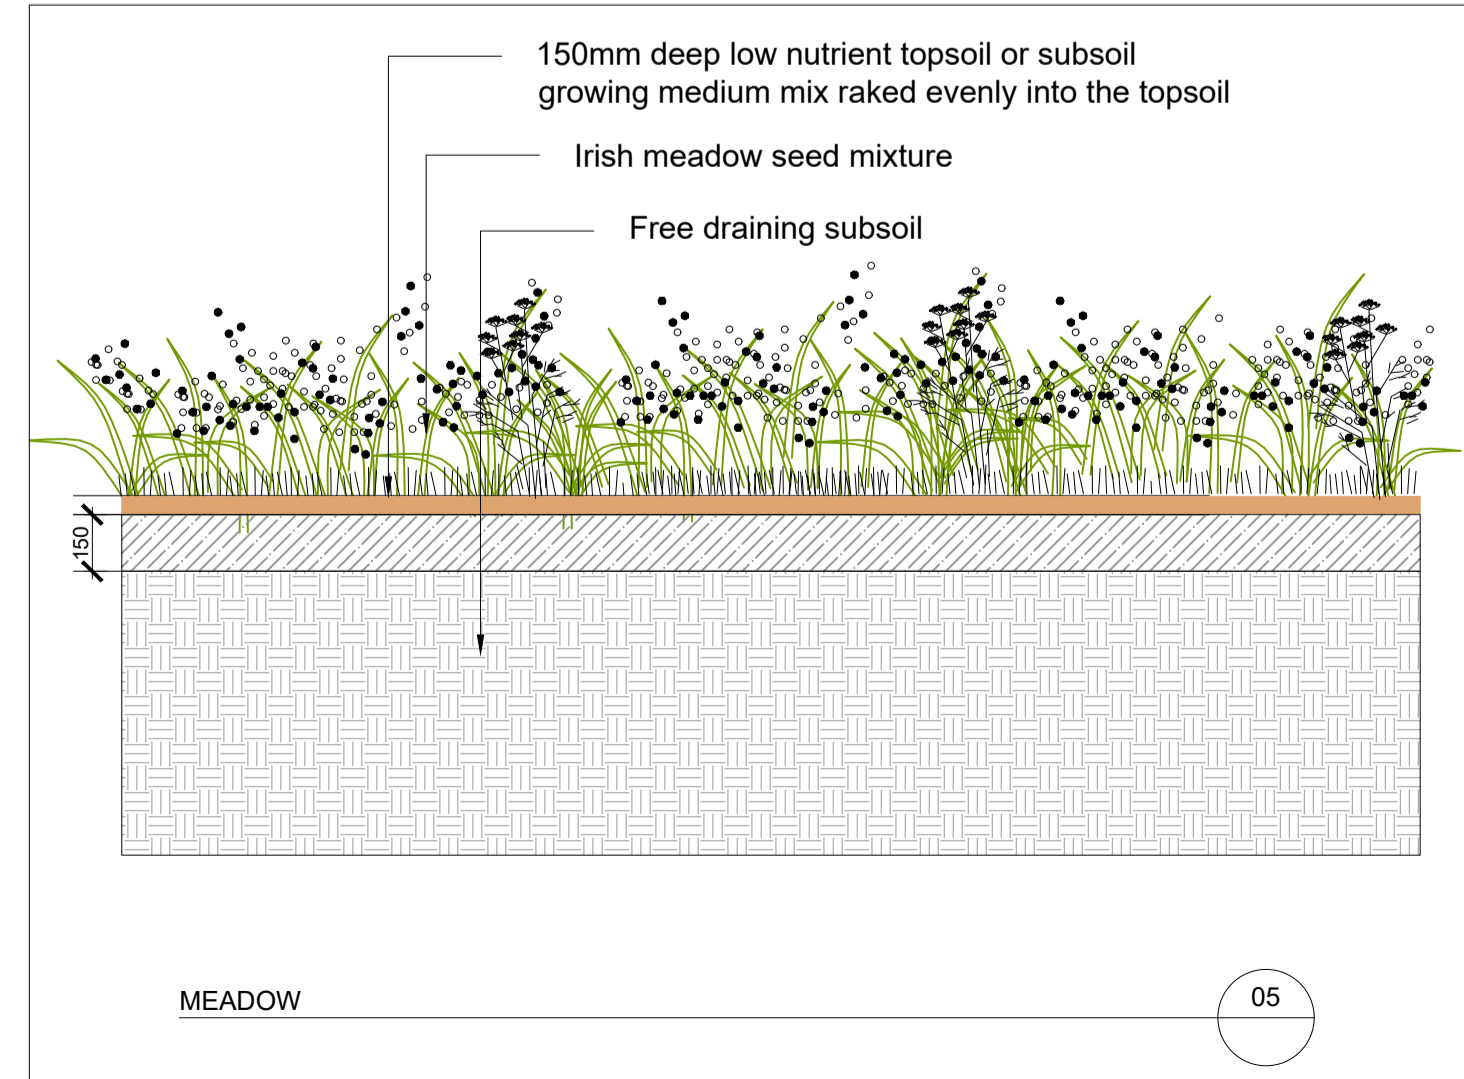 150mm deep low nutrient topsoil or subsoil
growing medium mix raked evenly into the topsoil
Irish meadow seed mixture
Free draining subsoil
150
MEADOW
05